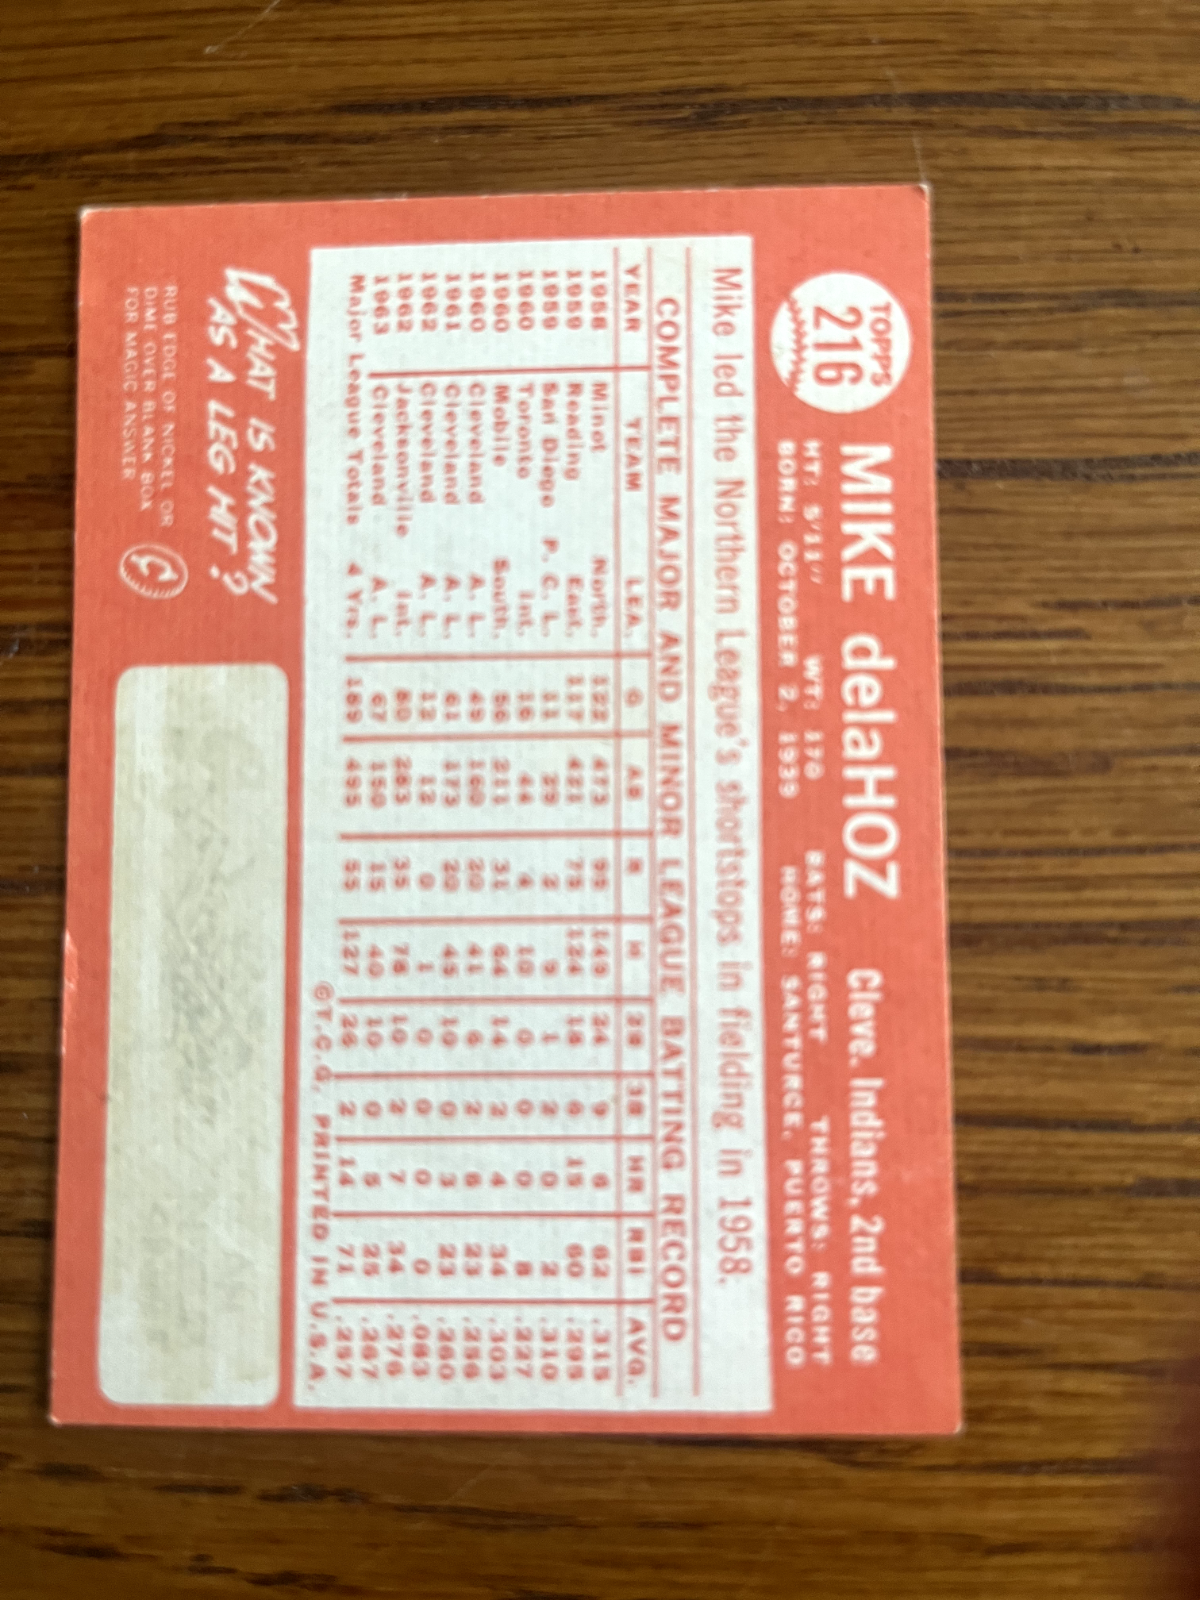 TOPPS
216
MIKE delaHOZ Cleve. Indians, 2nd base
HT: 5'11" WT: 170 BATS: RIGHT THROWS: RIGHT
BORN: OCTOBER 2, 1939 HOME: SANTURCE, PUERTO RICO
Mike led the Northern League's shortstops in fielding in 1958.
COMPLETE MAJOR AND MINOR LEAGUE BATTING RECORD
YEAR TEAM LEA. G AB R H 2B 3B HR RBI AVG.
1958 Minot North. 122 473 95 149 24 9 6 62 .315
1959 Reading East. 117 421 75 124 18 6 15 60 .295
1959 San Diego P. C. L. 11 29 2 9 1 2 0 2 .310
1960 Toronto Int. 16 44 4 10 0 0 0 8 .227
1960 Mobile South. 56 211 31 64 14 2 4 34 .303
1960 Cleveland A. L. 49 160 20 41 6 2 6 23 .256
1961 Cleveland A. L. 61 173 20 45 10 0 3 23 .260
1962 Cleveland A. L. 12 12 0 1 0 0 0 0 .083
1962 Jacksonville Int. 80 283 35 78 10 2 7 34 .276
1963 Cleveland A. L. 67 150 15 40 10 0 5 25 .267
Major League Totals 4 Yrs. 189 495 55 127 26 2 14 71 .257
©T.C.G. PRINTED IN U.S.A.
WHAT IS KNOWN
AS A LEG HIT?
RUB EDGE OF NICKEL OR
DIME OVER BLANK BOX
FOR MAGIC ANSWER